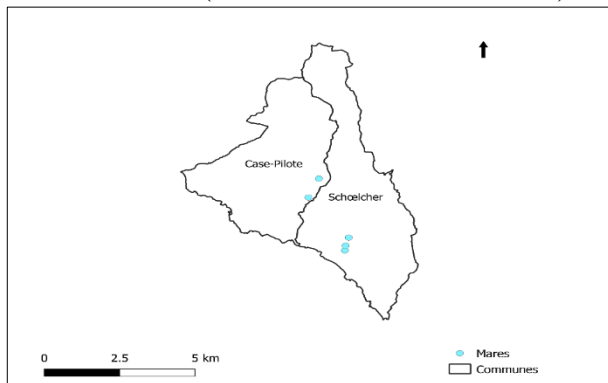 Case-Pilote
Schœlcher
Mares
Communes
0 2.5 5 km